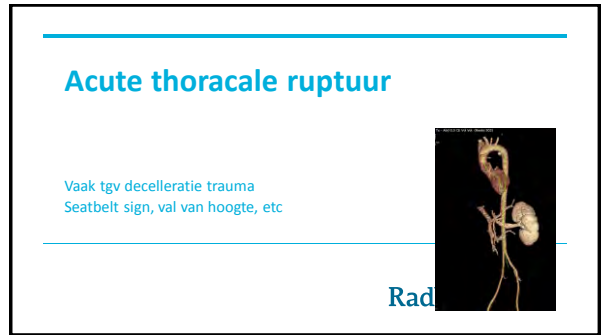 Acute thoracale ruptuur
Vaak tgv decelleratie trauma
Seatbelt sign, val van hoogte, etc
Rad